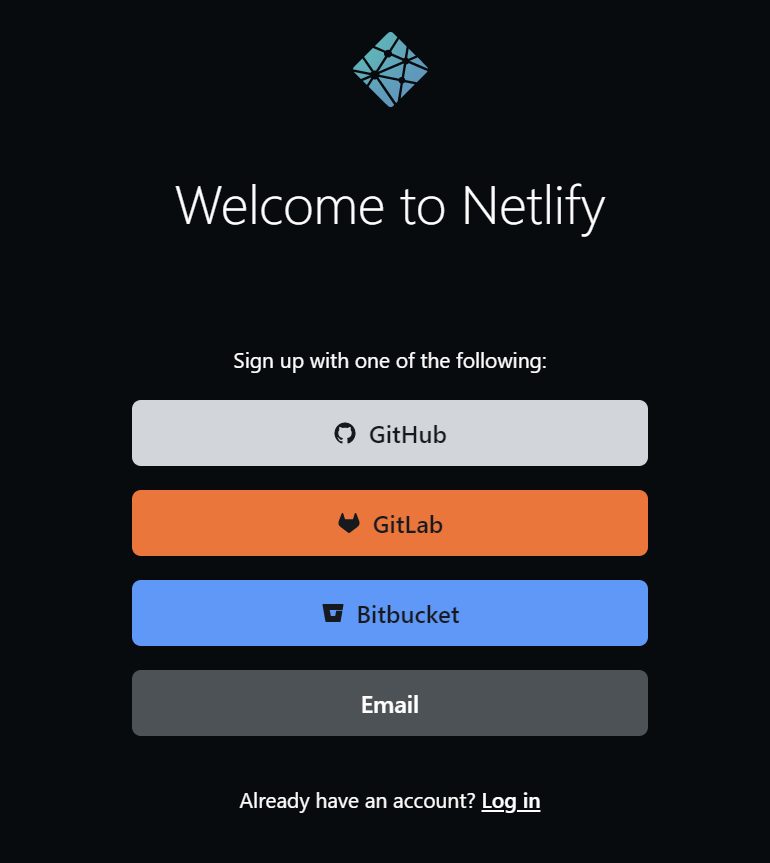 Welcome to Netlify
Sign up with one of the following:
GitHub
GitLab
Bitbucket
Email
Already have an account? Log in